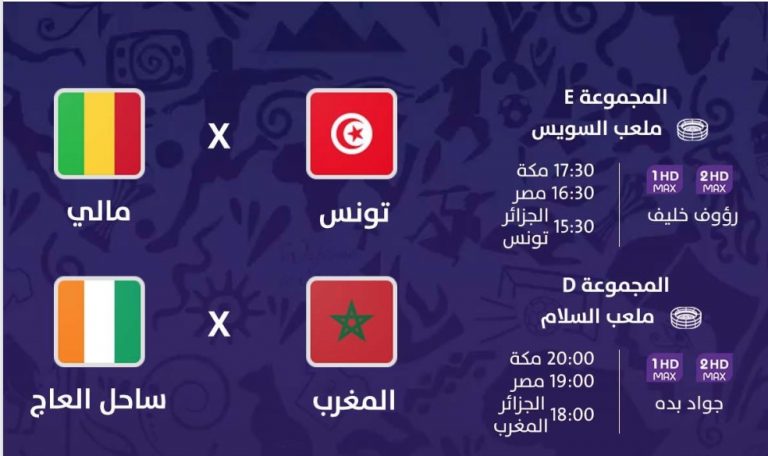 المجموعة E
ملعب السويس
1HD MAX 2HD MAX
رؤوف خليف
17:30 مكة
16:30 مصر
15:30 الجزائر تونس
تونس X مالي
المجموعة D
ملعب السلام
1HD MAX 2HD MAX
جواد بده
20:00 مكة
19:00 مصر
18:00 الجزائر المغرب
المغرب X ساحل العاج